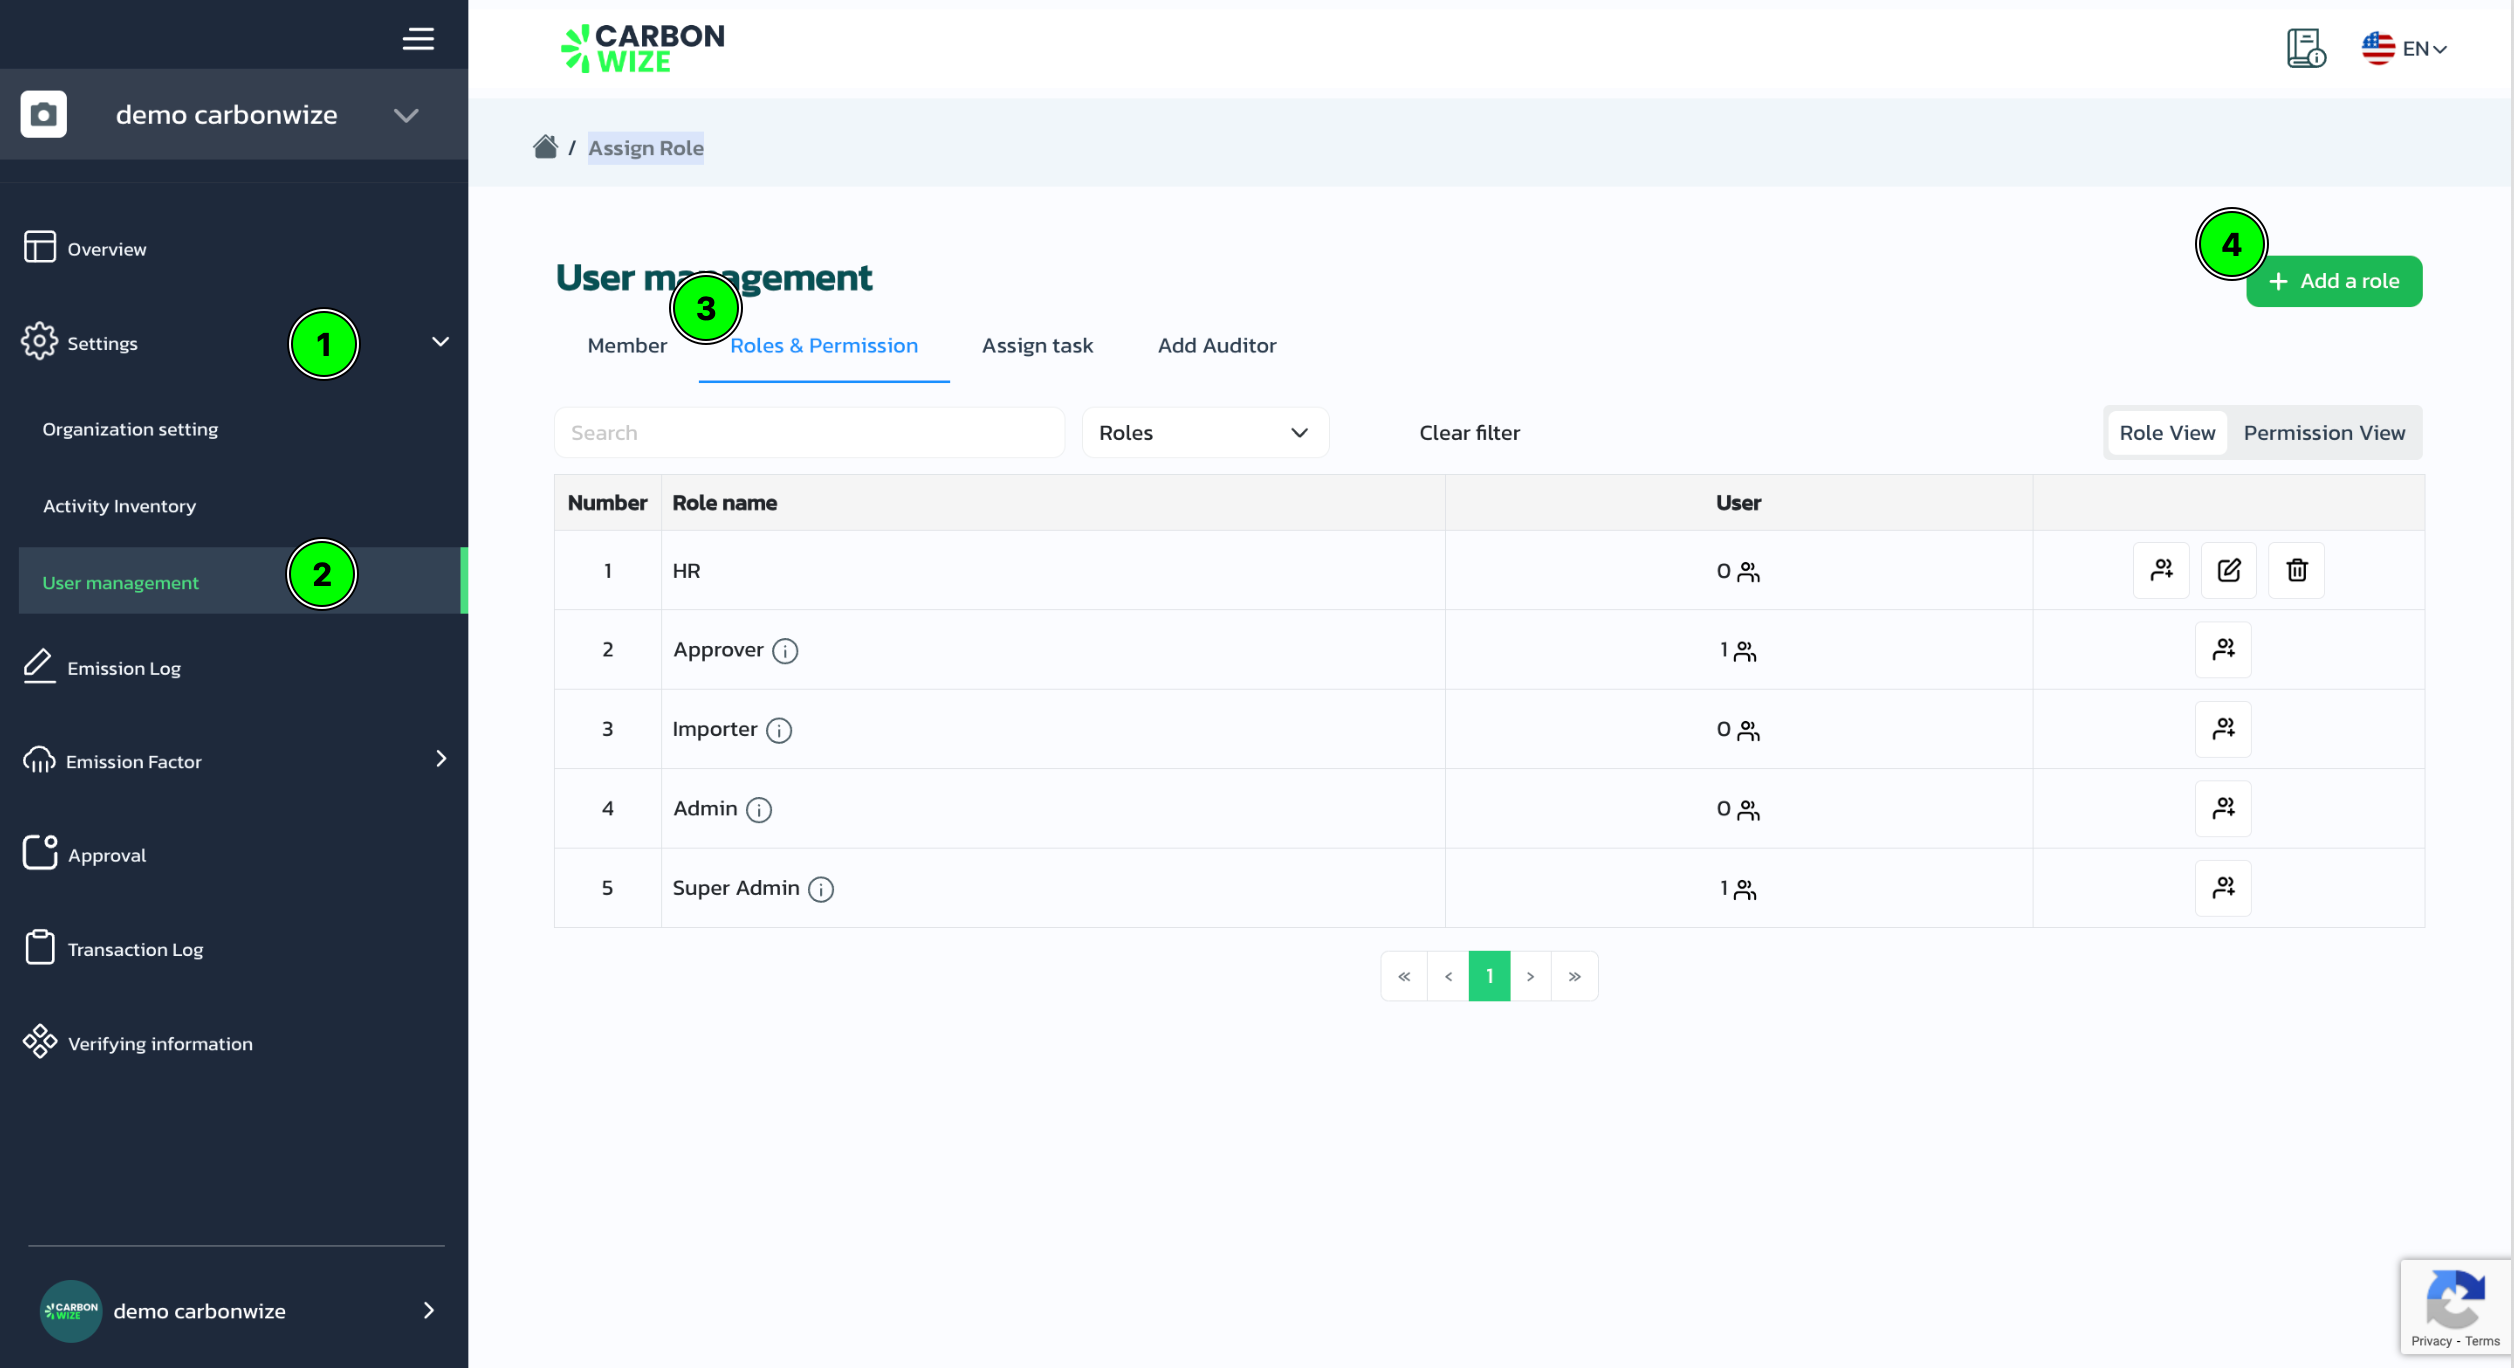 CARBON
WIZE
EN
demo carbonwize
/ Assign Role
Overview
4
User management
+ Add a role
1
Settings
3
Member
Roles & Permission
Assign task
Add Auditor
Organization setting
Search
Roles
Clear filter
Role View
Permission View
Activity Inventory
Number
Role name
User
User management
2
1
HR
0
Emission Log
2
Approver
1
Emission Factor
3
Importer
0
4
Admin
0
Approval
5
Super Admin
1
Transaction Log
«
‹
1
›
»
Verifying information
CARBON
WIZE
demo carbonwize
Privacy - Terms